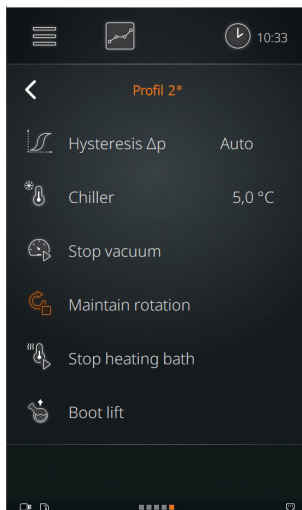 10:33
Profil 2*
Hysteresis Δp Auto
Chiller 5,0 °C
Stop vacuum
Maintain rotation
Stop heating bath
Boot lift